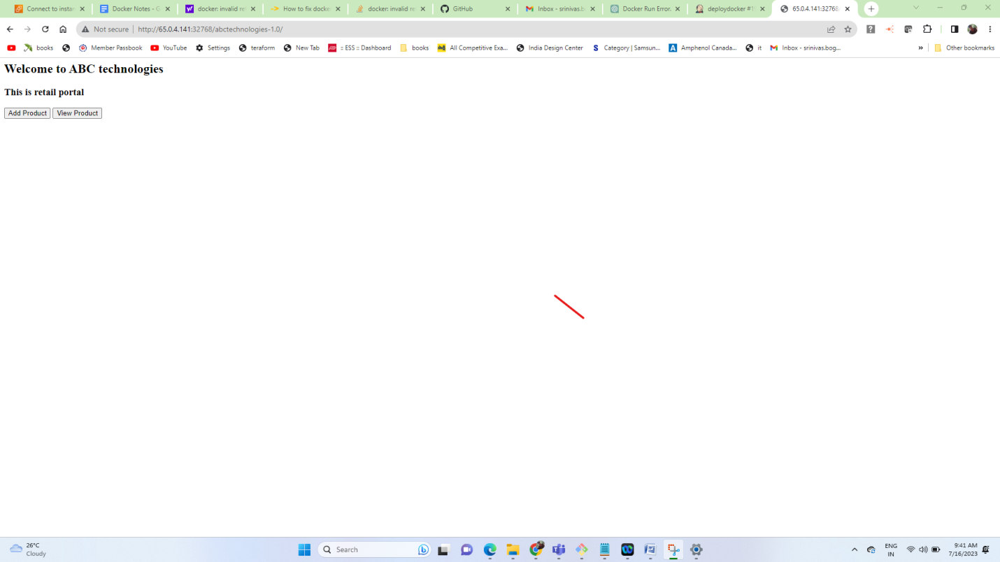 Connect to instan
Docker Notes - G
docker: invalid re
How to fix docke
docker: invalid re
GitHub
Inbox - srinivas.b
Docker Run Error.
deploydocker #1
65.0.4.141:32768
Not secure
http://65.0.4.141:32768/abctechnologies-1.0/
books
Member Passbook
YouTube
Settings
teraform
New Tab
:: ESS :: Dashboard
books
All Competitive Exa...
India Design Center
S
Category | Samsun...
A
Amphenol Canada...
it
Inbox - srinivas.bog...
»
Other bookmarks
Welcome to ABC technologies
This is retail portal
Add Product
View Product
26°C
Cloudy
Search
ENG
IN
9:41 AM
7/16/2023